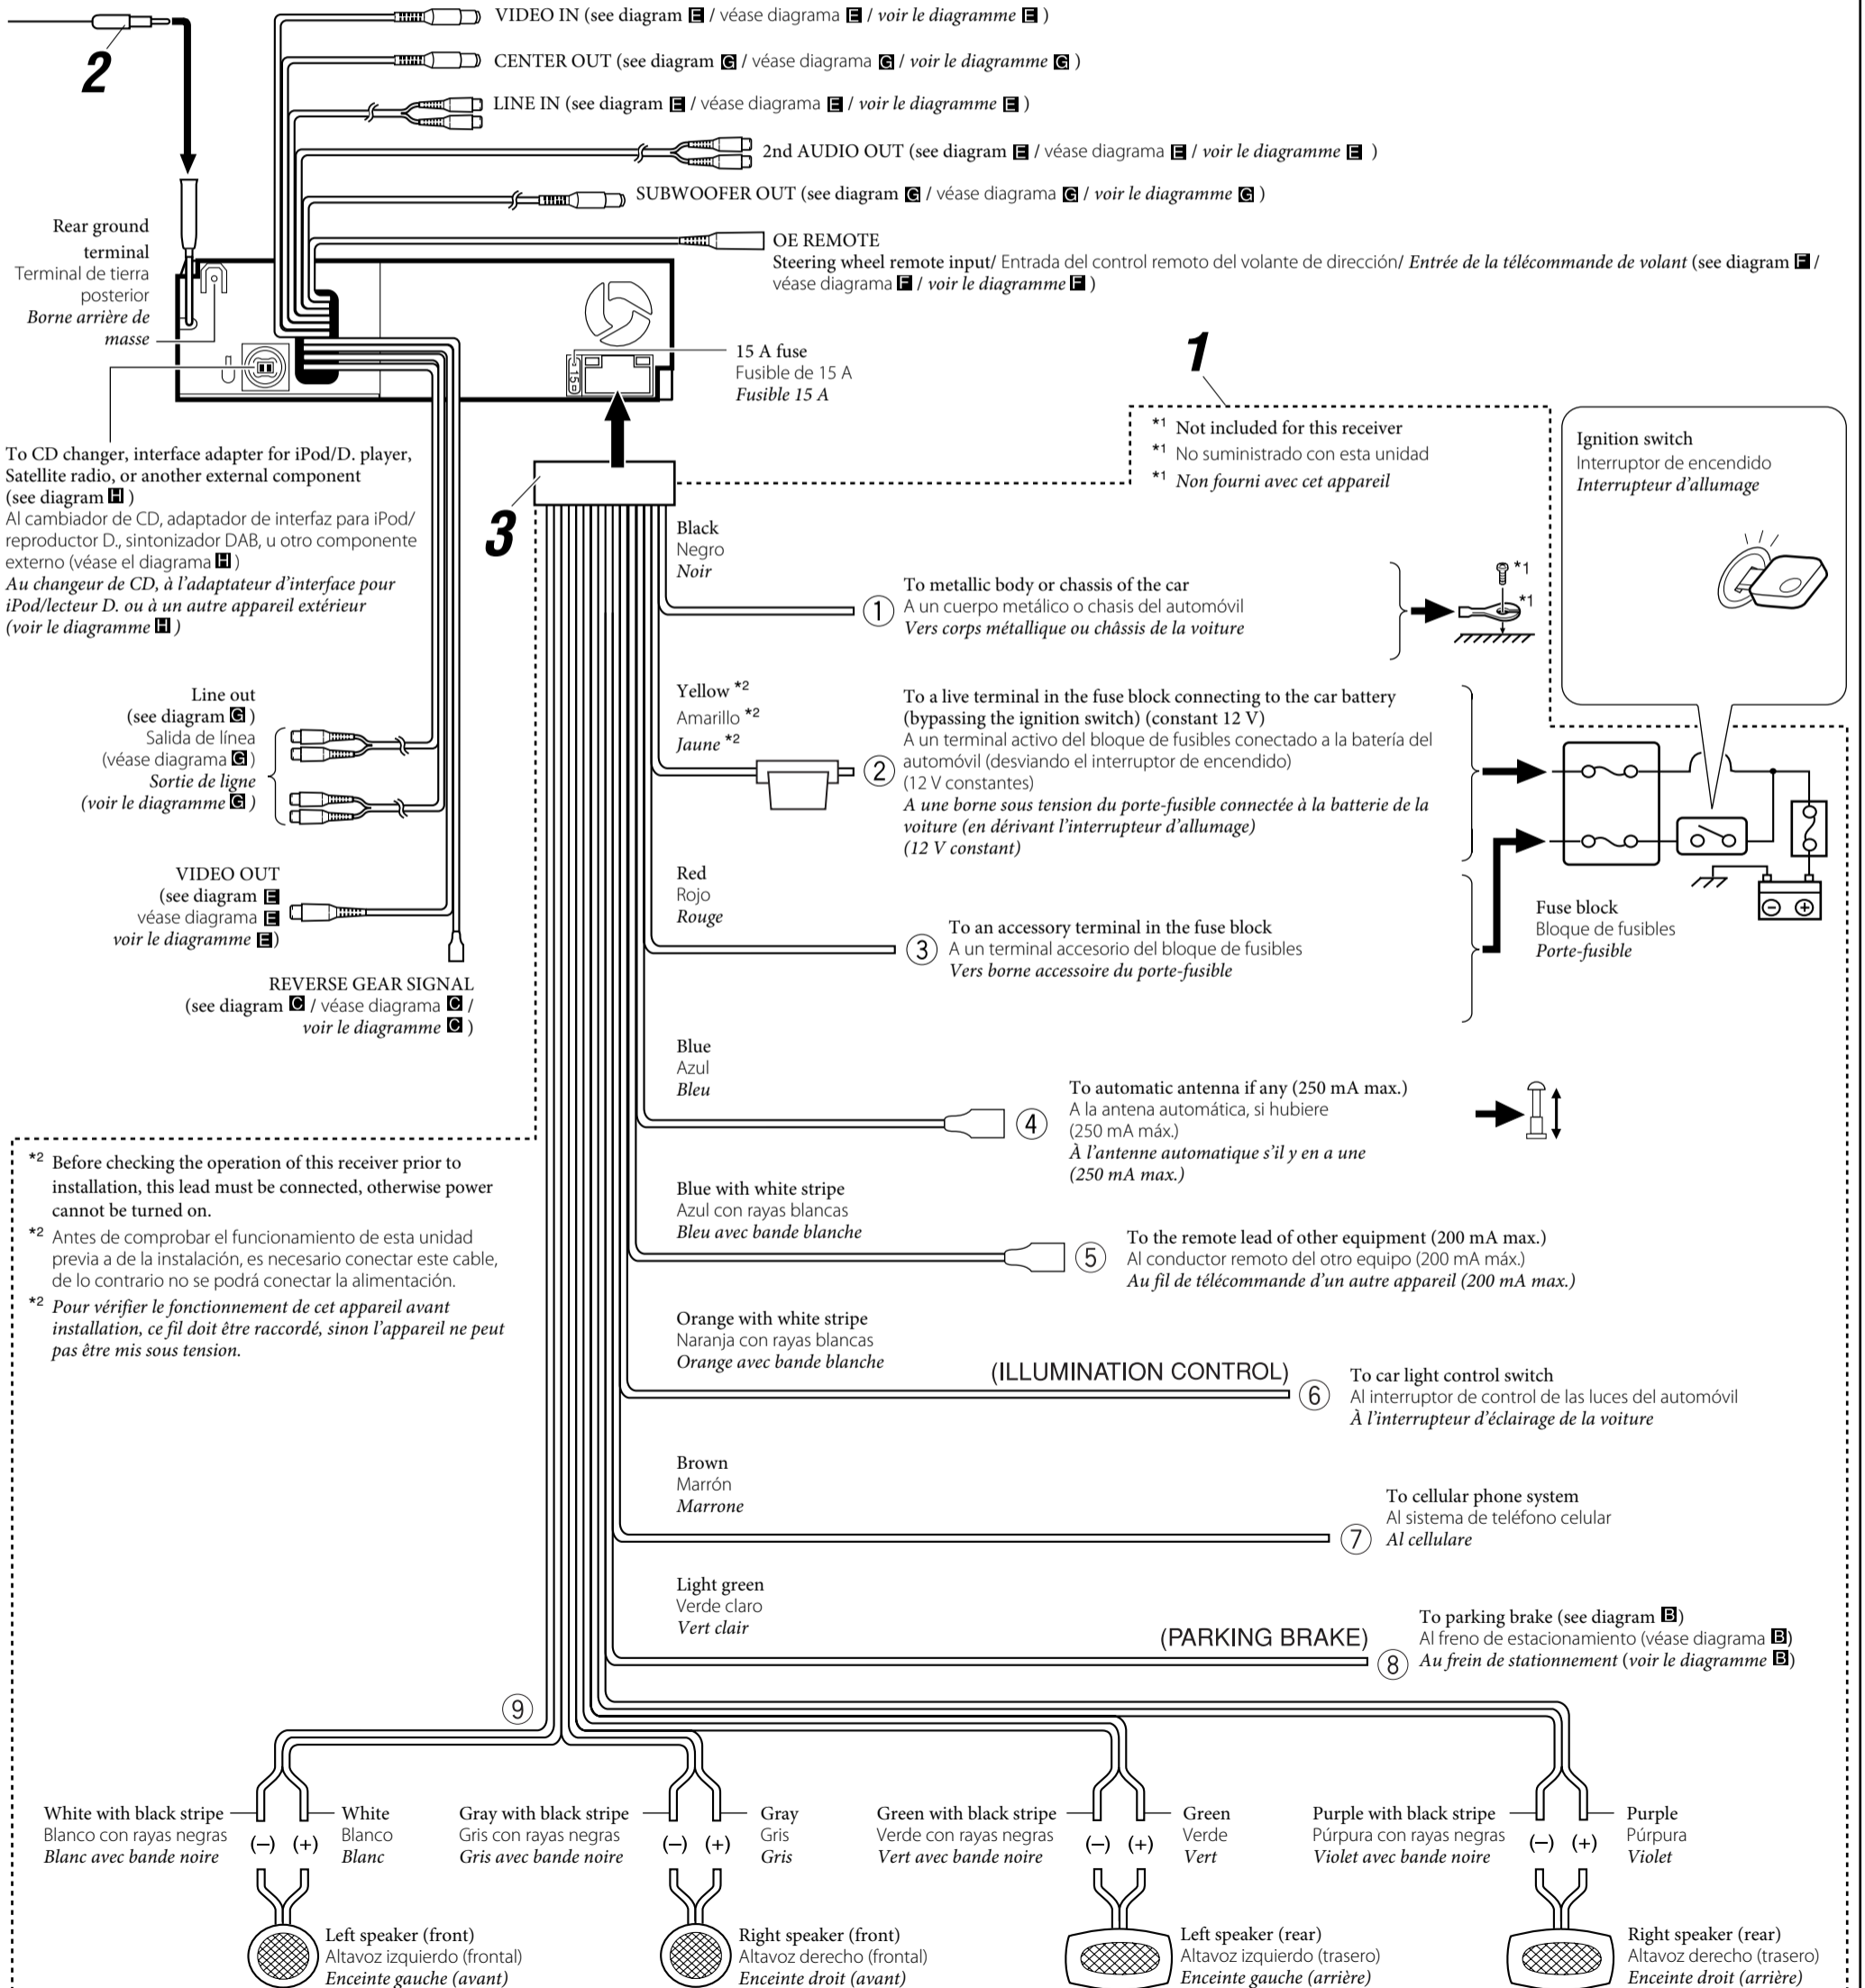 VIDEO IN (see diagram E / véase diagrama E / voir le diagramme E )
2
CENTER OUT (see diagram G / véase diagrama G / voir le diagramme G )
LINE IN (see diagram E / véase diagrama E / voir le diagramme E )
2nd AUDIO OUT (see diagram E / véase diagrama E / voir le diagramme E )
SUBWOOFER OUT (see diagram G / véase diagrama G / voir le diagramme G )
Rear ground
terminal
Terminal de tierra
posterior
Borne arrière de
masse
OE REMOTE
Steering wheel remote input/ Entrada del control remoto del volante de dirección/ Entrée de la télécommande de volant (see diagram F /
véase diagrama F / voir le diagramme F )
15
15 A fuse
Fusible de 15 A
Fusible 15 A
1
*1 Not included for this receiver
*1 No suministrado con esta unidad
*1 Non fourni avec cet appareil
Ignition switch
Interruptor de encendido
Interrupteur d'allumage
To CD changer, interface adapter for iPod/D. player,
Satellite radio, or another external component
(see diagram H )
Al cambiador de CD, adaptador de interfaz para iPod/
reproductor D., sintonizador DAB, u otro componente
externo (véase el diagrama H )
Au changeur de CD, à l'adaptateur d'interface pour
iPod/lecteur D. ou à un autre appareil extérieur
(voir le diagramme H )
3
Black
Negro
Noir
1
To metallic body or chassis of the car
A un cuerpo metálico o chasis del automóvil
Vers corps métallique ou châssis de la voiture
*1
*1
Line out
(see diagram G )
Salida de línea
(véase diagrama G )
Sortie de ligne
(voir le diagramme G )
Yellow *2
Amarillo *2
Jaune *2
2
To a live terminal in the fuse block connecting to the car battery
(bypassing the ignition switch) (constant 12 V)
A un terminal activo del bloque de fusibles conectado a la batería del
automóvil (desviando el interruptor de encendido)
(12 V constantes)
A une borne sous tension du porte-fusible connectée à la batterie de la
voiture (en dérivant l'interrupteur d'allumage)
(12 V constant)
VIDEO OUT
(see diagram E
véase diagrama E
voir le diagramme E)
Red
Rojo
Rouge
3
To an accessory terminal in the fuse block
A un terminal accesorio del bloque de fusibles
Vers borne accessoire du porte-fusible
Fuse block
Bloque de fusibles
Porte-fusible
REVERSE GEAR SIGNAL
(see diagram C / véase diagrama C /
voir le diagramme C )
Blue
Azul
Bleu
4
To automatic antenna if any (250 mA max.)
A la antena automática, si hubiere
(250 mA máx.)
À l'antenne automatique s'il y en a une
(250 mA max.)
*2 Before checking the operation of this receiver prior to
installation, this lead must be connected, otherwise power
cannot be turned on.
*2 Antes de comprobar el funcionamiento de esta unidad
previa a de la instalación, es necesario conectar este cable,
de lo contrario no se podrá conectar la alimentación.
*2 Pour vérifier le fonctionnement de cet appareil avant
installation, ce fil doit être raccordé, sinon l'appareil ne peut
pas être mis sous tension.
Blue with white stripe
Azul con rayas blancas
Bleu avec bande blanche
5
To the remote lead of other equipment (200 mA max.)
Al conductor remoto del otro equipo (200 mA máx.)
Au fil de télécommande d'un autre appareil (200 mA max.)
Orange with white stripe
Naranja con rayas blancas
Orange avec bande blanche
(ILLUMINATION CONTROL)
6
To car light control switch
Al interruptor de control de las luces del automóvil
À l'interrupteur d'éclairage de la voiture
Brown
Marrón
Marrone
7
To cellular phone system
Al sistema de teléfono celular
Al cellulare
Light green
Verde claro
Vert clair
(PARKING BRAKE)
8
To parking brake (see diagram B)
Al freno de estacionamiento (véase diagrama B)
Au frein de stationnement (voir le diagramme B)
9
White with black stripe
Blanco con rayas negras
Blanc avec bande noire
(−) (+)
White
Blanco
Blanc
Gray with black stripe
Gris con rayas negras
Gris avec bande noire
(−) (+)
Gray
Gris
Gris
Green with black stripe
Verde con rayas negras
Vert avec bande noire
(−) (+)
Green
Verde
Vert
Purple with black stripe
Púrpura con rayas negras
Violet avec bande noire
(−) (+)
Purple
Púrpura
Violet
Left speaker (front)
Altavoz izquierdo (frontal)
Enceinte gauche (avant)
Right speaker (front)
Altavoz derecho (frontal)
Enceinte droit (avant)
Left speaker (rear)
Altavoz izquierdo (trasero)
Enceinte gauche (arrière)
Right speaker (rear)
Altavoz derecho (trasero)
Enceinte droit (arrière)